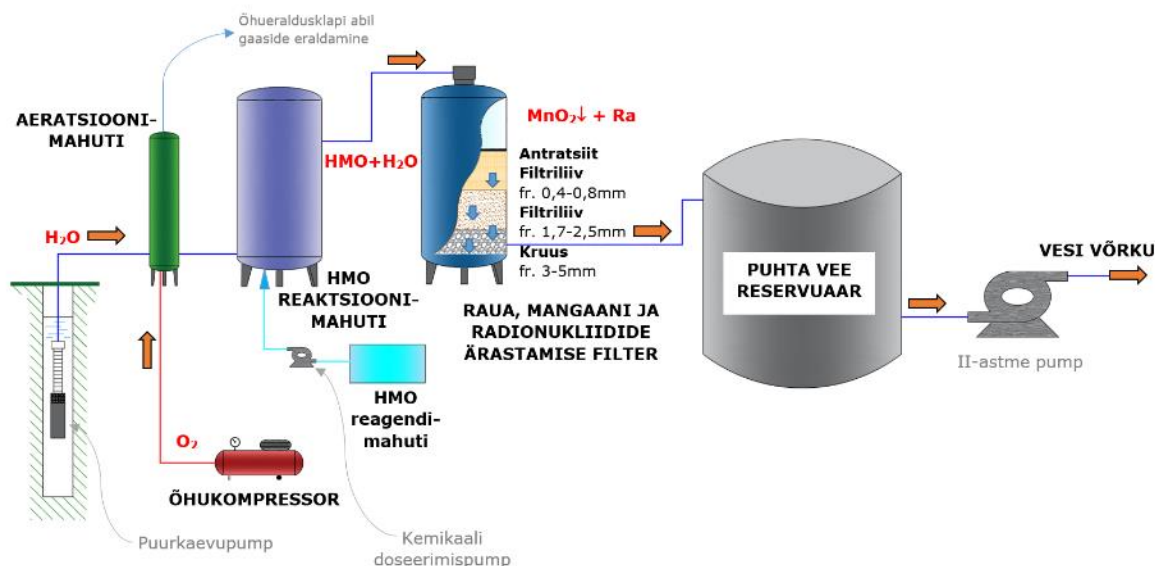 Õhueraldusklapi abil
gaaside eraldamine
AERATSIOONI-
MAHUTI
H₂O
O₂
ÕHUKOMPRESSOR
Puurkaevupump
HMO+H₂O
HMO
REAKTSIOONI-
MAHUTI
HMO
reagendi-
mahuti
Kemikaali
doseerimispump
MnO₂↓ + Ra
Antratsiit
Filtriliiv
fr. 0,4-0,8mm
Filtriliiv
fr. 1,7-2,5mm
Kruus
fr. 3-5mm
RAUA, MANGAANI JA
RADIONUKLIIDIDE
ÄRASTAMISE FILTER
PUHTA VEE
RESERVUAAR
VESI VÕRKU
II-astme pump